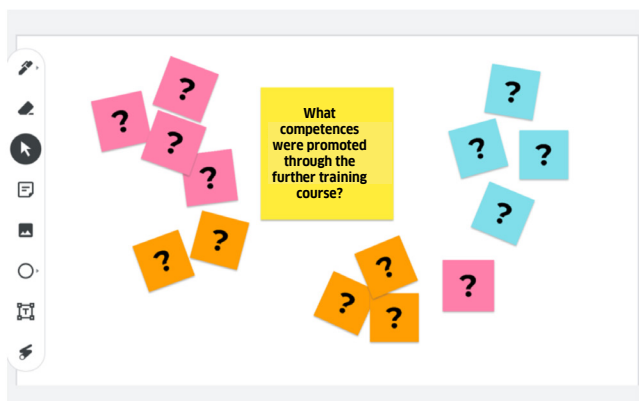 ?
?
?
?
What
competences
were promoted
through the
further training
course?
?
?
?
?
?
?
?
?
?
?
T